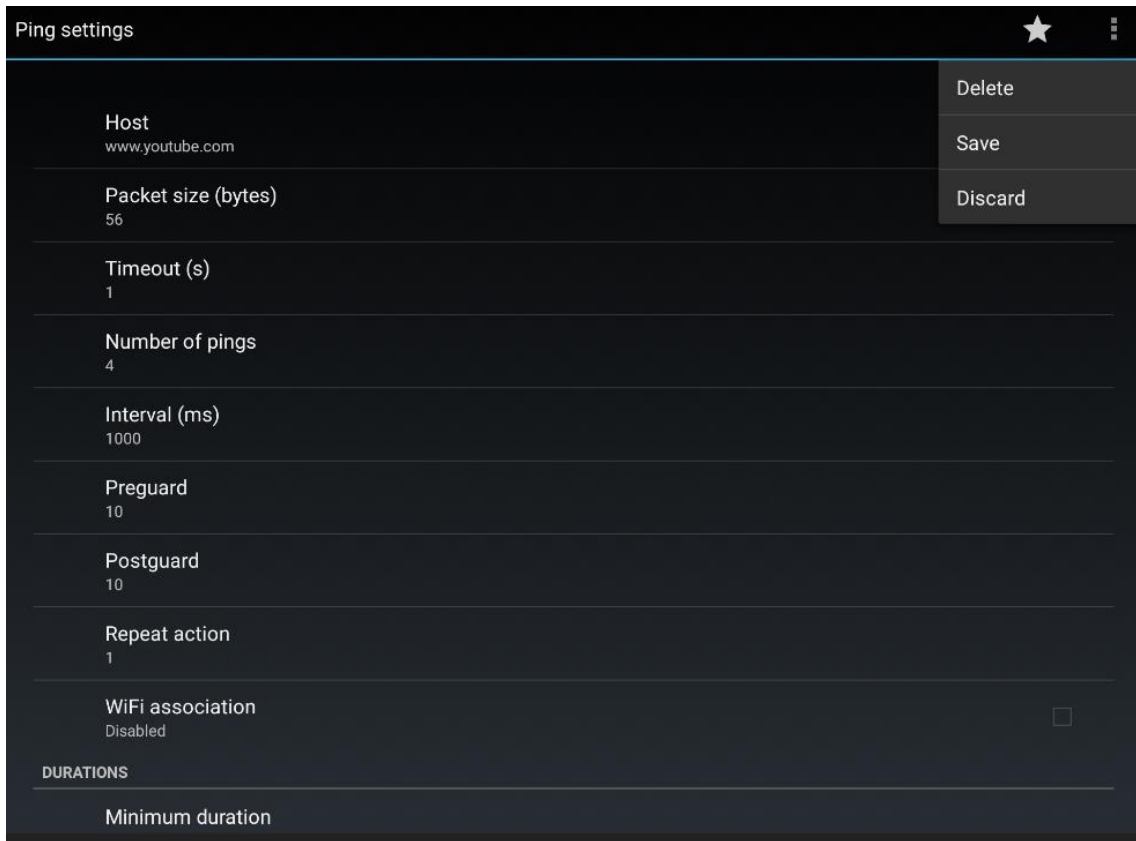 Ping settings
Delete
Save
Discard
Host
www.youtube.com
Packet size (bytes)
56
Timeout (s)
1
Number of pings
4
Interval (ms)
1000
Preguard
10
Postguard
10
Repeat action
1
WiFi association
Disabled
DURATIONS
Minimum duration